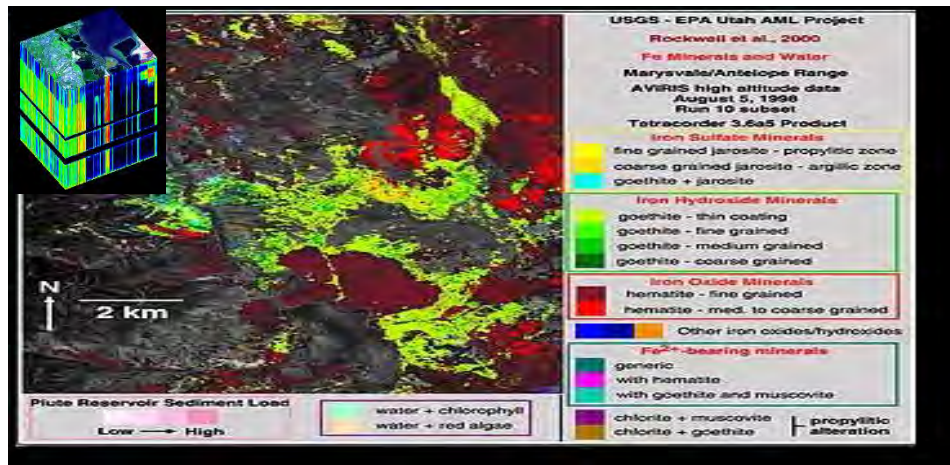 USGS - EPA Utah AML Project
Rockwell et al., 2000
Fe Minerals and Water
Marysvale/Antelope Range
AVIRIS high altitude data
August 5, 1998
Run 10 subset
Tetracorder 3.6a5 Product
Iron Sulfate Minerals
fine grained jarosite - propylitic zone
coarse grained jarosite - argillic zone
goethite + jarosite
Iron Hydroxide Minerals
goethite - thin coating
goethite - fine grained
goethite - medium grained
goethite - coarse grained
Iron Oxide Minerals
hematite - fine grained
hematite - med. to coarse grained
Other iron oxides/hydroxides
Fe2+-bearing minerals
generic
with hematite
with goethite and muscovite
chlorite + muscovite
chlorite + goethite
propylitic
alteration
N
2 km
Piute Reservoir Sediment Load
Low → High
water + chlorophyll
water + red algae